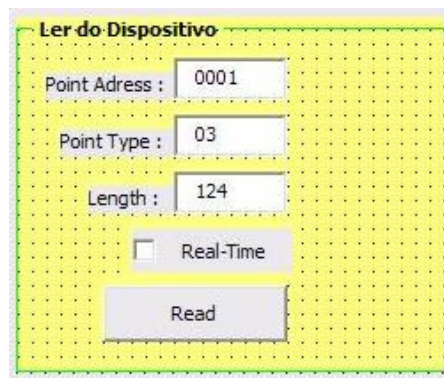 Ler do Dispositivo
Point Adress : 0001
Point Type : 03
Length : 124
Real-Time
Read